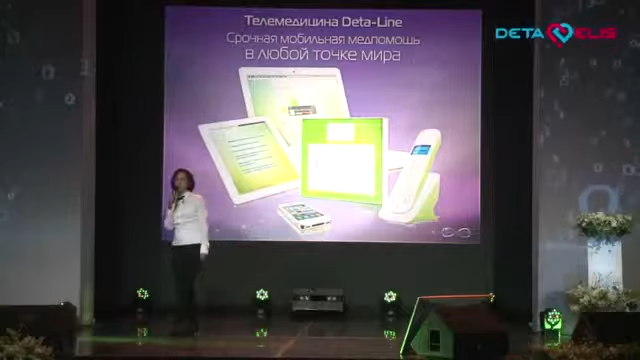 Телемедицина Deta-Line
Срочная мобильная медпомощь
в любой точке мира
DETA ELIS